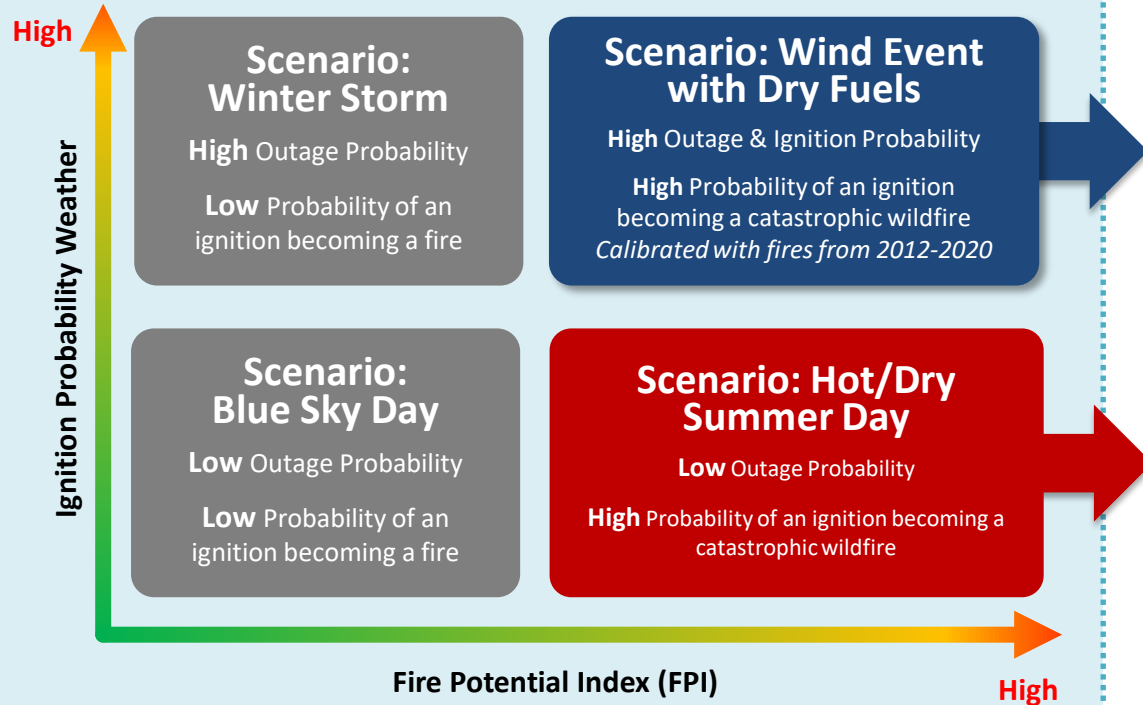 High
Ignition Probability Weather
Scenario:
Winter Storm
High Outage Probability
Low Probability of an
ignition becoming a fire
Scenario: Wind Event
with Dry Fuels
High Outage & Ignition Probability
High Probability of an ignition
becoming a catastrophic wildfire
Calibrated with fires from 2012-2020
Scenario:
Blue Sky Day
Low Outage Probability
Low Probability of an
ignition becoming a fire
Scenario: Hot/Dry
Summer Day
Low Outage Probability
High Probability of an ignition becoming a
catastrophic wildfire
Fire Potential Index (FPI)
High